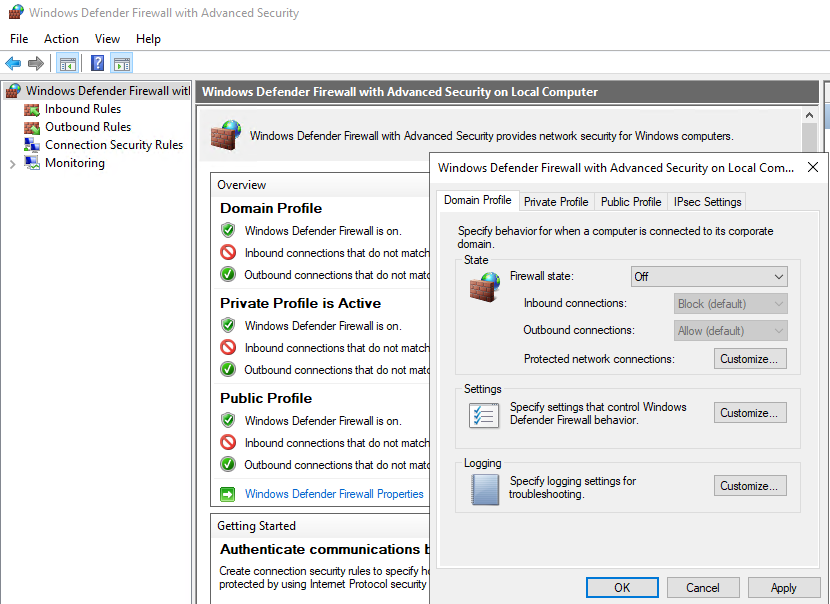 Windows Defender Firewall with Advanced Security
File Action View Help
Windows Defender Firewall wit
Inbound Rules
Outbound Rules
Connection Security Rules
Monitoring
Windows Defender Firewall with Advanced Security on Local Computer
Windows Defender Firewall with Advanced Security provides network security for Windows computers.
Overview
Domain Profile
Windows Defender Firewall is on.
Inbound connections that do not match
Outbound connections that do not matc
Private Profile is Active
Windows Defender Firewall is on.
Inbound connections that do not match
Outbound connections that do not matc
Public Profile
Windows Defender Firewall is on.
Inbound connections that do not match
Outbound connections that do not matc
Windows Defender Firewall Properties
Getting Started
Authenticate communications b
Create connection security rules to specify ho
protected by using Internet Protocol security
Windows Defender Firewall with Advanced Security on Local Com...
Domain Profile Private Profile Public Profile IPsec Settings
Specify behavior for when a computer is connected to its corporate
domain.
State
Firewall state: Off
Inbound connections: Block (default)
Outbound connections: Allow (default)
Protected network connections: Customize...
Settings
Specify settings that control Windows
Defender Firewall behavior.
Customize...
Logging
Specify logging settings for
troubleshooting.
Customize...
OK Cancel Apply